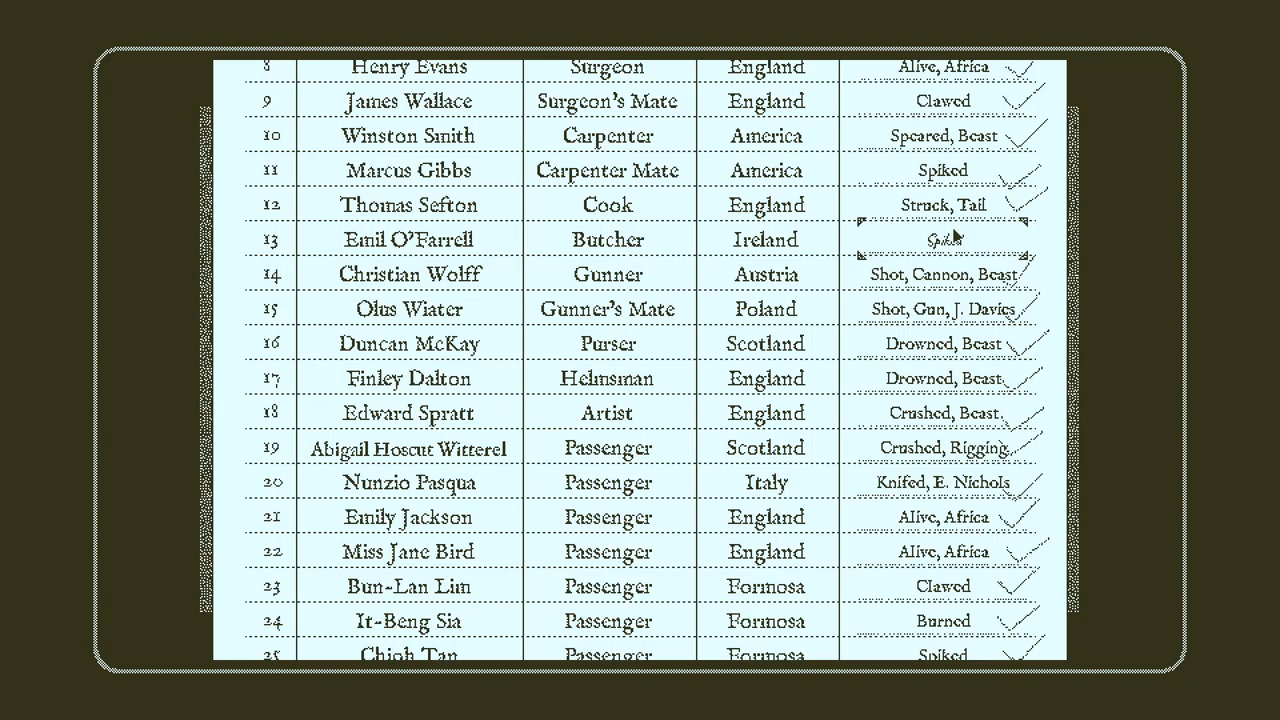 8 Henry Evans Surgeon England Alive, Africa
9 James Wallace Surgeon's Mate England Clawed
10 Winston Smith Carpenter America Speared, Beast
11 Marcus Gibbs Carpenter Mate America Spiked
12 Thomas Sefton Cook England Struck, Tail
13 Emil O'Farrell Butcher Ireland Spiked
14 Christian Wolff Gunner Austria Shot, Cannon, Beast
15 Olus Wiater Gunner's Mate Poland Shot, Gun, J. Davies
16 Duncan McKay Purser Scotland Drowned, Beast
17 Finley Dalton Helmsman England Drowned, Beast
18 Edward Spratt Artist England Crushed, Beast
19 Abigail Hoscut Witterel Passenger Scotland Crushed, Rigging
20 Nunzio Pasqua Passenger Italy Knifed, E. Nichols
21 Emily Jackson Passenger England Alive, Africa
22 Miss Jane Bird Passenger England Alive, Africa
23 Bun-Lan Lim Passenger Formosa Clawed
24 It-Beng Sia Passenger Formosa Burned
25 Chioh Tan Passenger Formosa Spiked